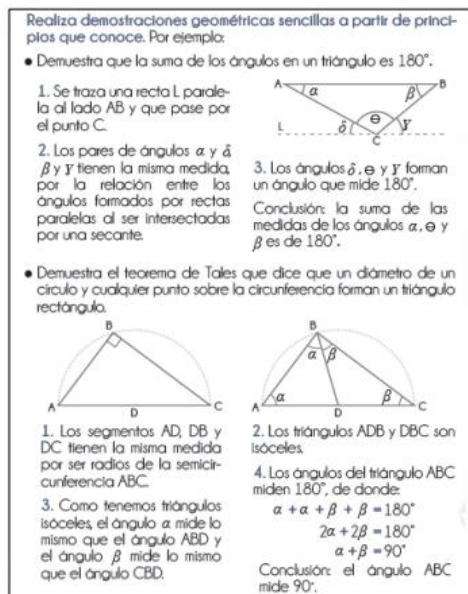 Realiza demostraciones geométricas sencillas a partir de princi-
pios que conoce. Por ejemplo:
• Demuestra que la suma de los ángulos en un triángulo es 180°.
1. Se traza una recta L parale-
la al lado AB y que pase por
el punto C.
2. Los pares de ángulos α y δ,
β y γ tienen la misma medida,
por la relación entre los
ángulos formados por rectas
paralelas al ser intersectadas
por una secante.
A α β B
L δ θ γ
C
3. Los ángulos δ, θ y γ forman
un ángulo que mide 180°.
Conclusión: la suma de las
medidas de los ángulos α, θ y
β es de 180°.
• Demuestra el teorema de Tales que dice que un diámetro de un
círculo y cualquier punto sobre la circunferencia forman un triángulo
rectángulo.
B
A D C
1. Los segmentos AD, DB y
DC tienen la misma medida
por ser radios de la semicir-
cunferencia ABC.
3. Como tenemos triángulos
isóceles, el ángulo α mide lo
mismo que el ángulo ABD y
el ángulo β mide lo mismo
que el ángulo CBD.
B
α β
α β
A D C
2. Los triángulos ADB y DBC son
isóceles.
4. Los ángulos del triángulo ABC
miden 180°, de donde:
α + α + β + β = 180°
2α + 2β = 180°
α + β = 90°
Conclusión: el ángulo ABC
mide 90°.